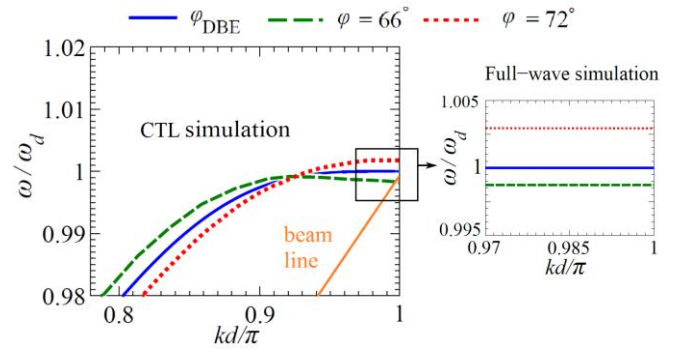 φDBE φ = 66° φ = 72°
1.02
1.01
1
0.99
0.98
ω/ωd
CTL simulation
beam
line
0.8 0.9 1
kd/π
Full−wave simulation
1.005
1
0.995
ω/ωd
0.97 0.985 1
kd/π